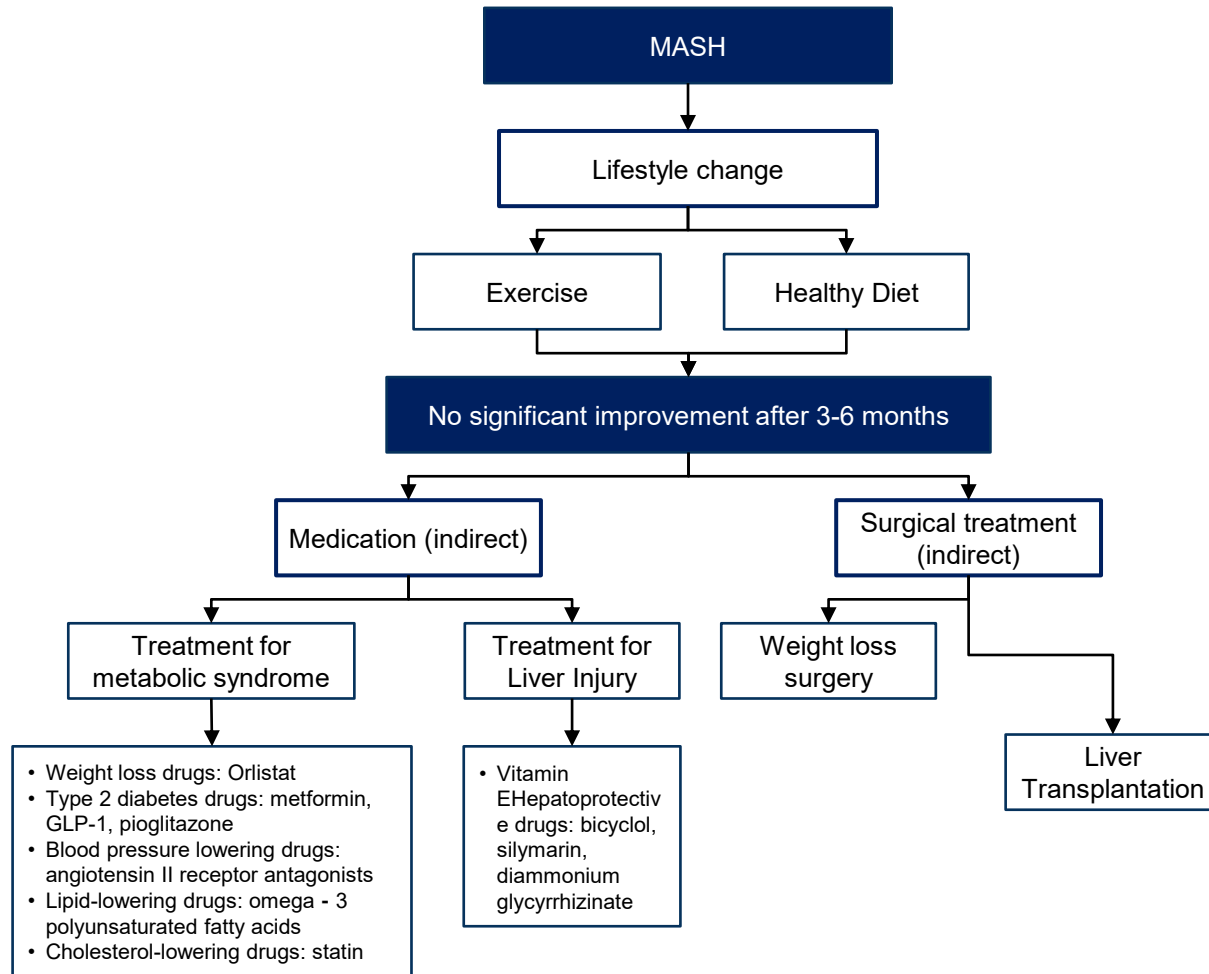 MASH
Lifestyle change
Exercise
Healthy Diet
No significant improvement after 3-6 months
Medication (indirect)
Surgical treatment
(indirect)
Treatment for
metabolic syndrome
Treatment for
Liver Injury
Weight loss
surgery
Liver
Transplantation
• Weight loss drugs: Orlistat
• Type 2 diabetes drugs: metformin,
GLP-1, pioglitazone
• Blood pressure lowering drugs:
angiotensin II receptor antagonists
• Lipid-lowering drugs: omega - 3
polyunsaturated fatty acids
• Cholesterol-lowering drugs: statin
• Vitamin
EHepatoprotectiv
e drugs: bicyclol,
silymarin,
diammonium
glycyrrhizinate